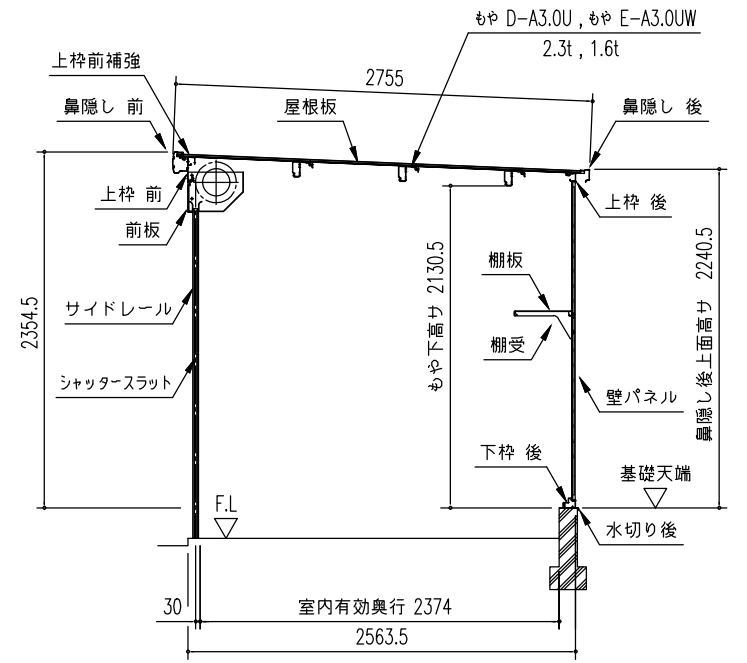 もや D-A3.0U , もや E-A3.0UW
2.3t , 1.6t
上枠前補強
2755
鼻隠し 前
屋根板
鼻隠し 後
上枠 前
上枠 後
前板
2354.5
サイドレール
シャッタースラット
もや下高サ 2130.5
棚板
棚受
鼻隠し後上面高サ 2240.5
壁パネル
下枠 後
基礎天端
F.L
水切り後
30
室内有効奥行 2374
2563.5